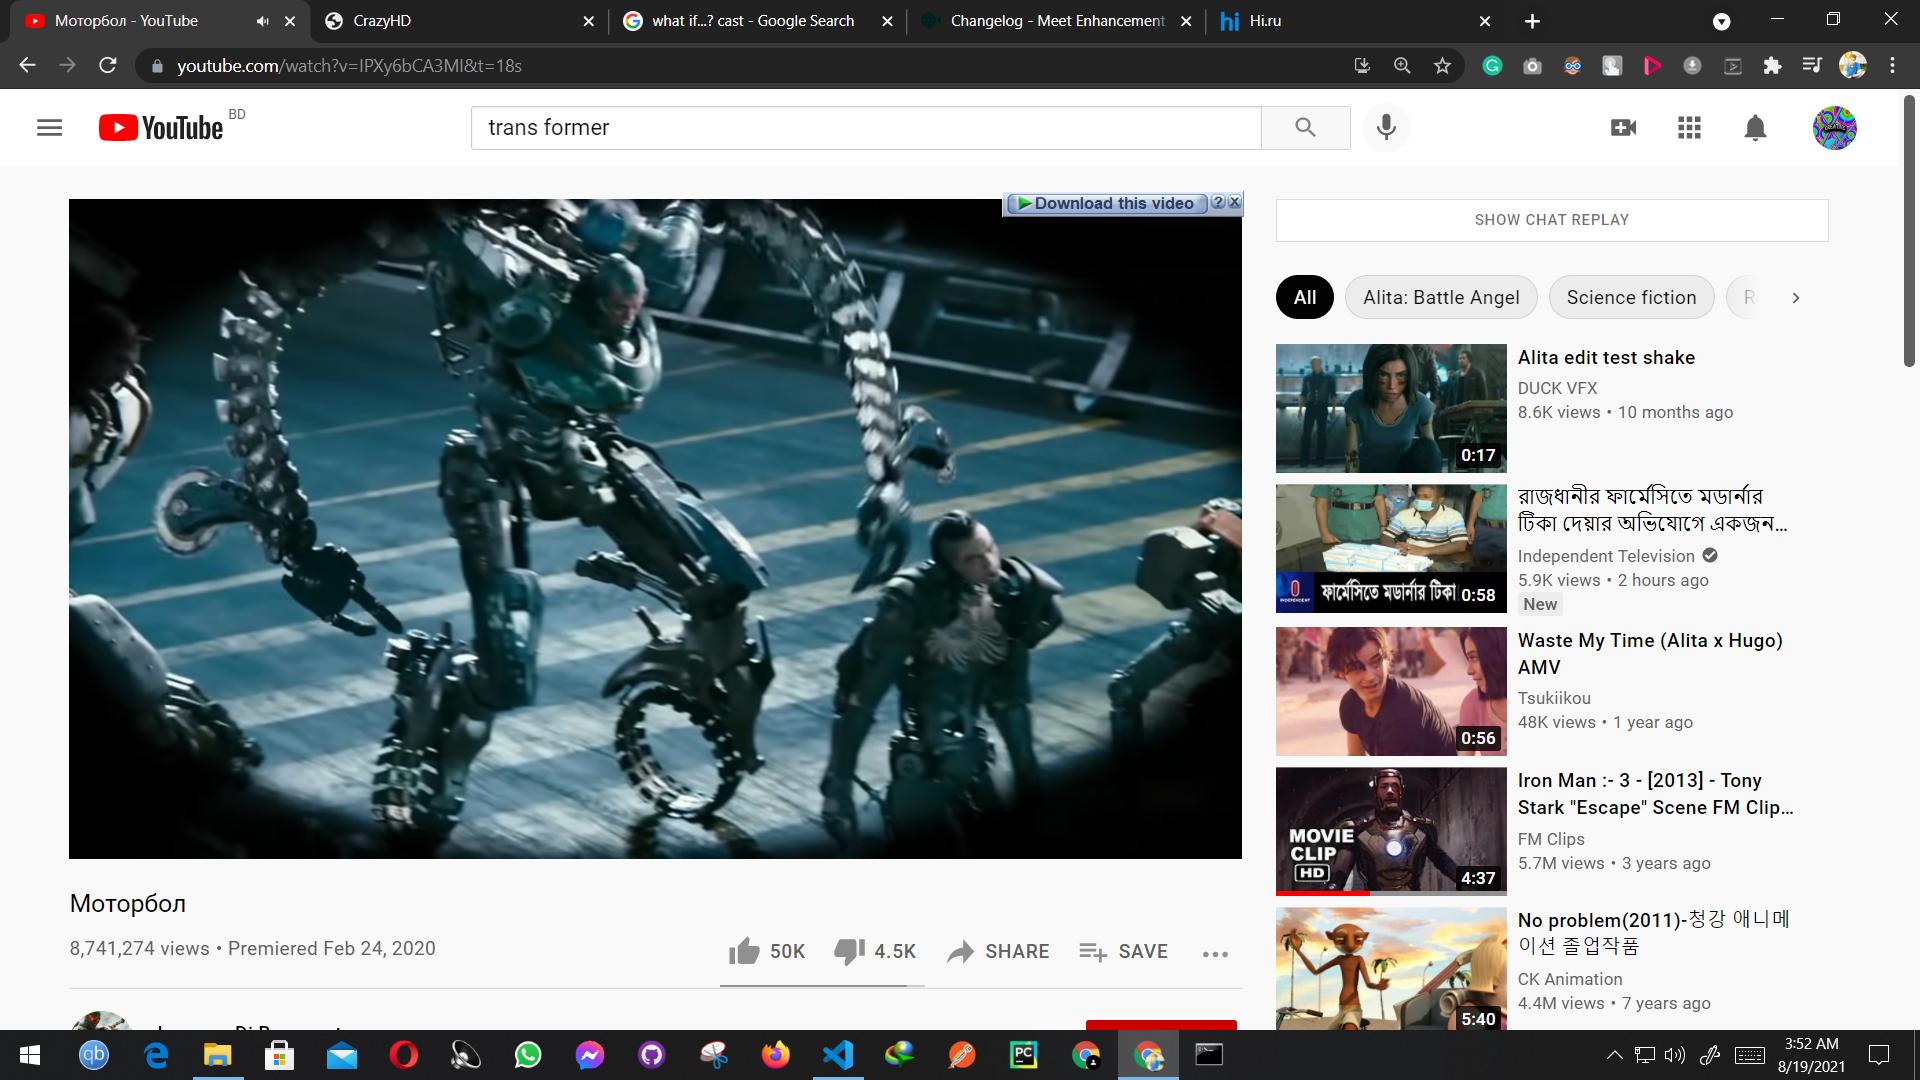 Моторбол - YouTube
CrazyHD
what if...? cast - Google Search
Changelog - Meet Enhancement
hi Hi.ru
youtube.com/watch?v=IPXy6bCA3MI&t=18s
YouTube BD
trans former
Download this video
SHOW CHAT REPLAY
All
Alita: Battle Angel
Science fiction
R
Alita edit test shake
DUCK VFX
8.6K views • 10 months ago
0:17
রাজধানীর ফার্মেসিতে মডার্নার
টিকা দেয়ার অভিযোগে একজন...
Independent Television
5.9K views • 2 hours ago
New
ফার্মেসিতে মডার্নার টিকা
0:58
Waste My Time (Alita x Hugo)
AMV
Tsukiikou
48K views • 1 year ago
0:56
Iron Man :- 3 - [2013] - Tony
Stark "Escape" Scene FM Clip...
FM Clips
5.7M views • 3 years ago
MOVIE
CLIP
HD
4:37
No problem(2011)-청강 애니메
이션 졸업작품
CK Animation
4.4M views • 7 years ago
5:40
Моторбол
8,741,274 views • Premiered Feb 24, 2020
50K
4.5K
SHARE
SAVE
qb
PC
3:52 AM
8/19/2021